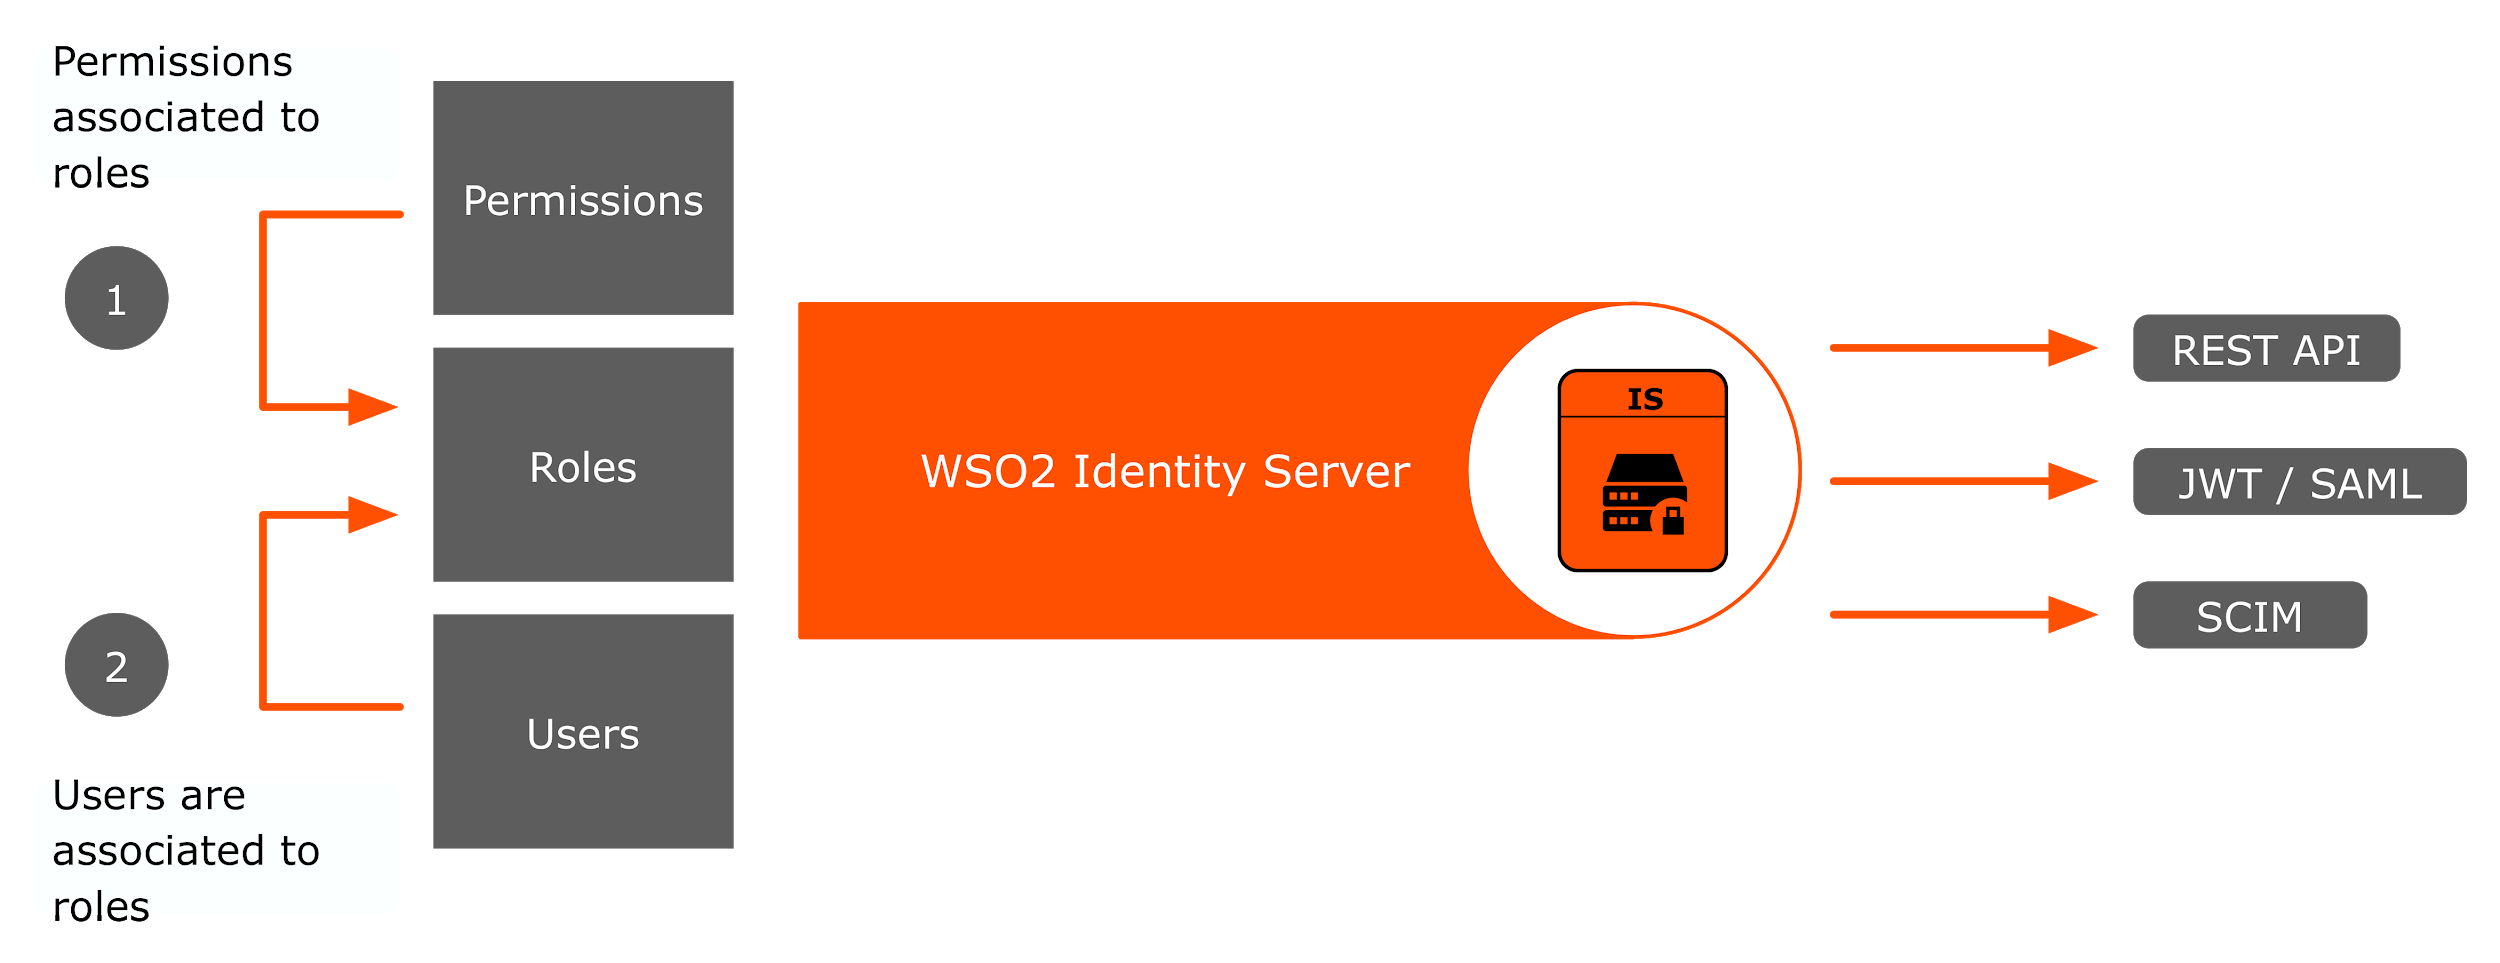 Permissions
associated to
roles
1
2
Users are
associated to
roles
Permissions
Roles
Users
WSO2 Identity Server
IS
REST API
JWT / SAML
SCIM